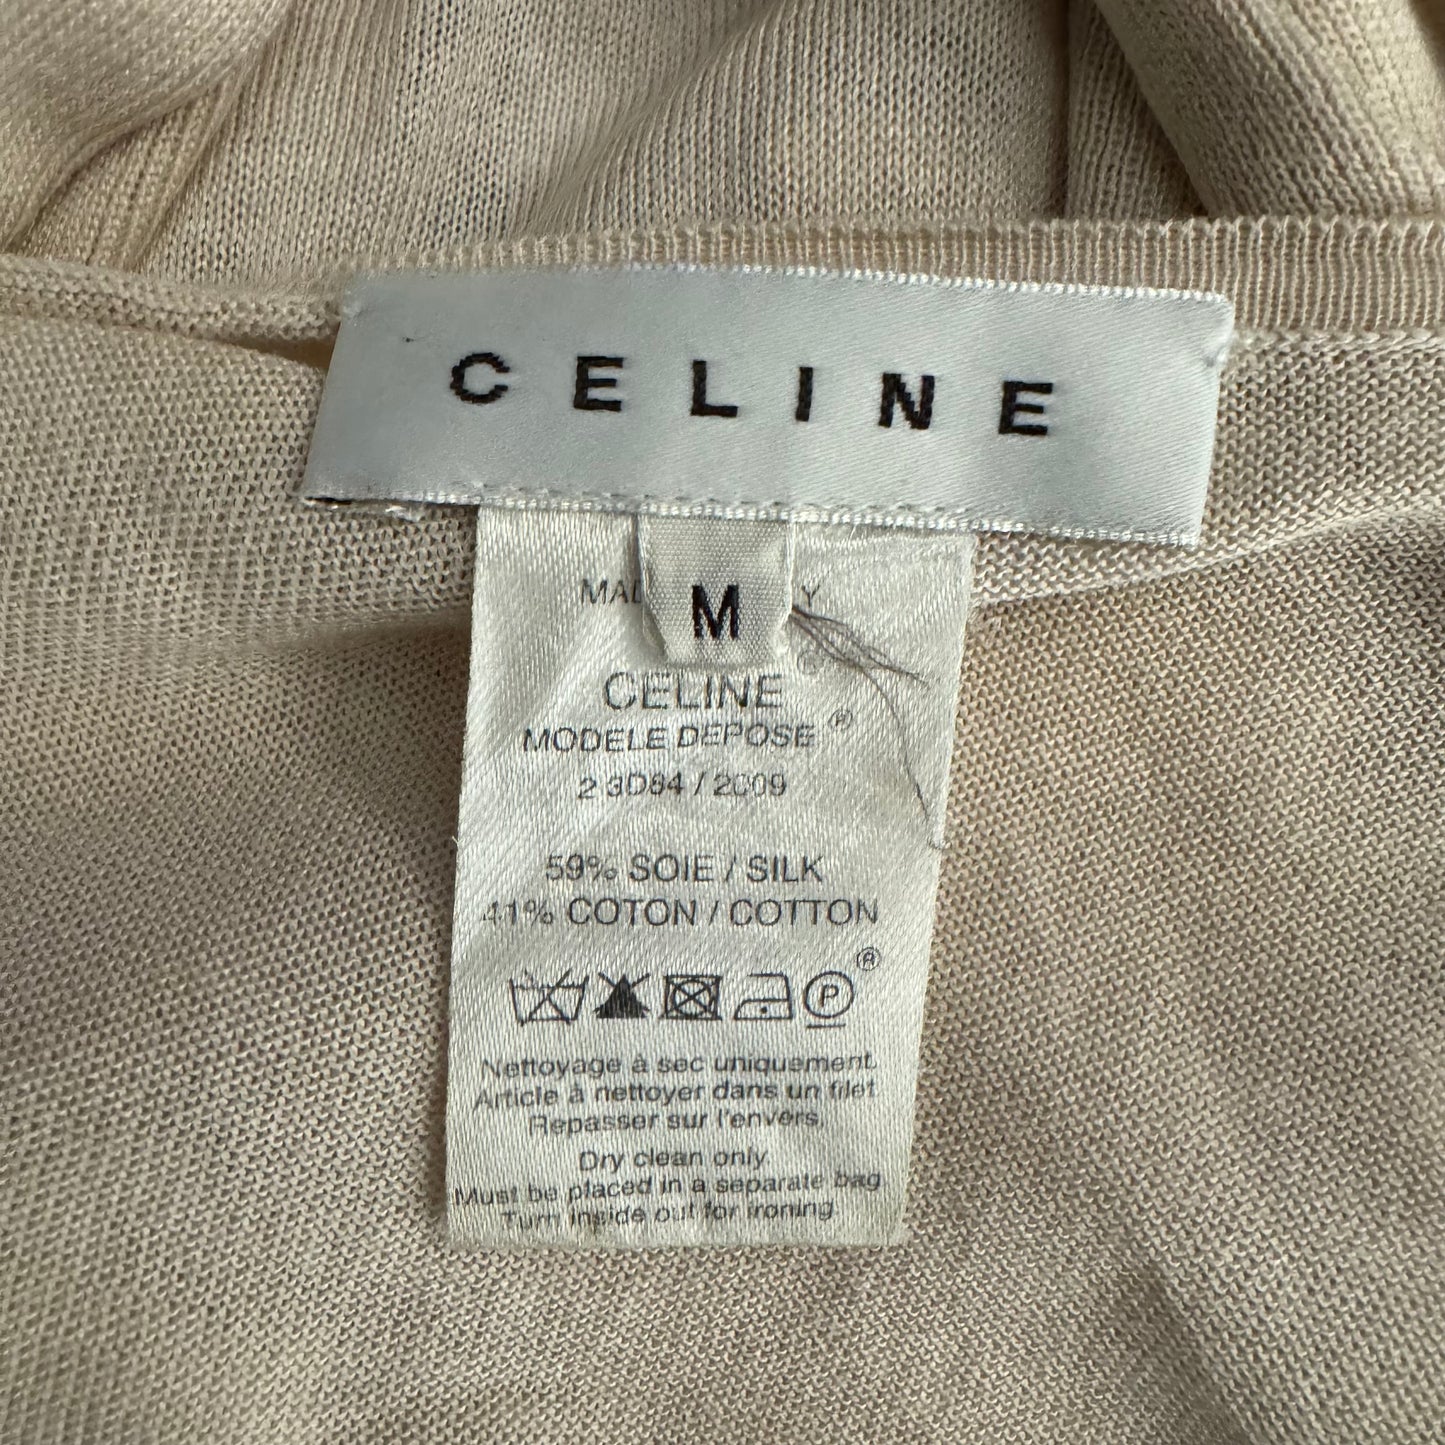 CELINE
M
CELINE
MODELE DEPOSE ®
2 3D84 / 2009
59% SOIE / SILK
41% COTON / COTTON
P ®
Nettoyage à sec uniquement.
Article à nettoyer dans un filet
Repasser sur l'envers.
Dry clean only
Must be placed in a separate bag
Turn inside out for ironing.